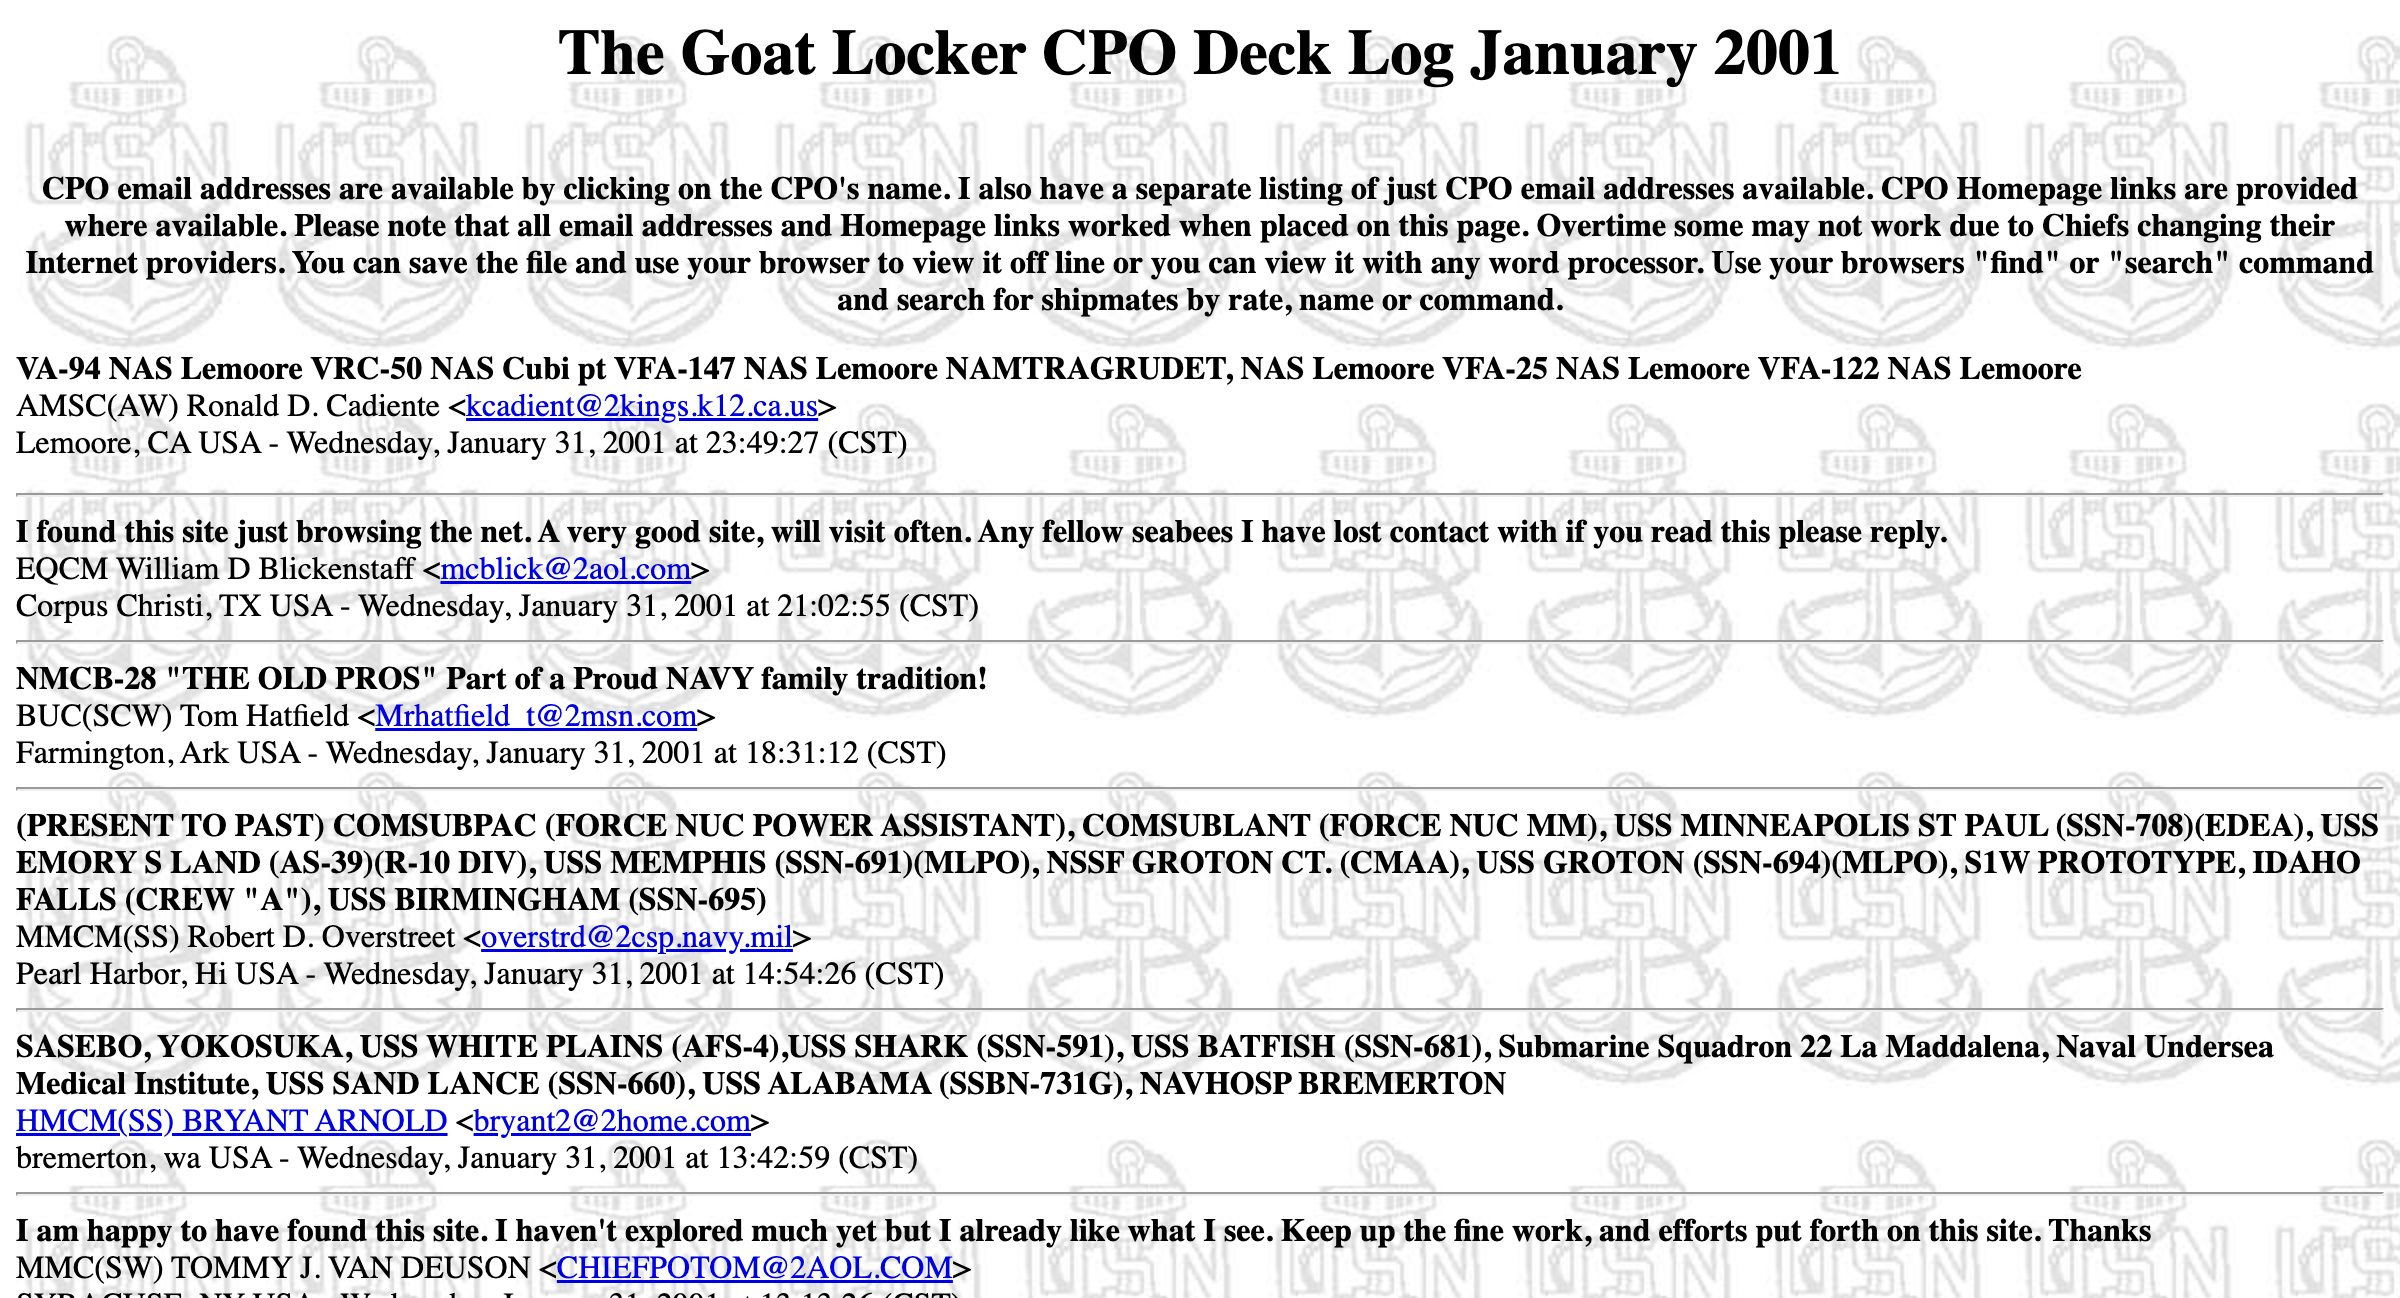 The Goat Locker CPO Deck Log January 2001
CPO email addresses are available by clicking on the CPO's name. I also have a separate listing of just CPO email addresses available. CPO Homepage links are provided
where available. Please note that all email addresses and Homepage links worked when placed on this page. Overtime some may not work due to Chiefs changing their
Internet providers. You can save the file and use your browser to view it off line or you can view it with any word processor. Use your browsers "find" or "search" command
and search for shipmates by rate, name or command.
VA-94 NAS Lemoore VRC-50 NAS Cubi pt VFA-147 NAS Lemoore NAMTRAGRUDET, NAS Lemoore VFA-25 NAS Lemoore VFA-122 NAS Lemoore
AMSC(AW) Ronald D. Cadiente <kcadient@2kings.k12.ca.us>
Lemoore, CA USA - Wednesday, January 31, 2001 at 23:49:27 (CST)
I found this site just browsing the net. A very good site, will visit often. Any fellow seabees I have lost contact with if you read this please reply.
EQCM William D Blickenstaff <mcblick@2aol.com>
Corpus Christi, TX USA - Wednesday, January 31, 2001 at 21:02:55 (CST)
NMCB-28 "THE OLD PROS" Part of a Proud NAVY family tradition!
BUC(SCW) Tom Hatfield <Mrhatfield_t@2msn.com>
Farmington, Ark USA - Wednesday, January 31, 2001 at 18:31:12 (CST)
(PRESENT TO PAST) COMSUBPAC (FORCE NUC POWER ASSISTANT), COMSUBLANT (FORCE NUC MM), USS MINNEAPOLIS ST PAUL (SSN-708)(EDEA), USS
EMORY S LAND (AS-39)(R-10 DIV), USS MEMPHIS (SSN-691)(MLPO), NSSF GROTON CT. (CMAA), USS GROTON (SSN-694)(MLPO), S1W PROTOTYPE, IDAHO
FALLS (CREW "A"), USS BIRMINGHAM (SSN-695)
MMCM(SS) Robert D. Overstreet <overstrd@2csp.navy.mil>
Pearl Harbor, Hi USA - Wednesday, January 31, 2001 at 14:54:26 (CST)
SASEBO, YOKOSUKA, USS WHITE PLAINS (AFS-4),USS SHARK (SSN-591), USS BATFISH (SSN-681), Submarine Squadron 22 La Maddalena, Naval Undersea
Medical Institute, USS SAND LANCE (SSN-660), USS ALABAMA (SSBN-731G), NAVHOSP BREMERTON
HMCM(SS) BRYANT ARNOLD <bryant2@2home.com>
bremerton, wa USA - Wednesday, January 31, 2001 at 13:42:59 (CST)
I am happy to have found this site. I haven't explored much yet but I already like what I see. Keep up the fine work, and efforts put forth on this site. Thanks
MMC(SW) TOMMY J. VAN DEUSON <CHIEFPOTOM@2AOL.COM>